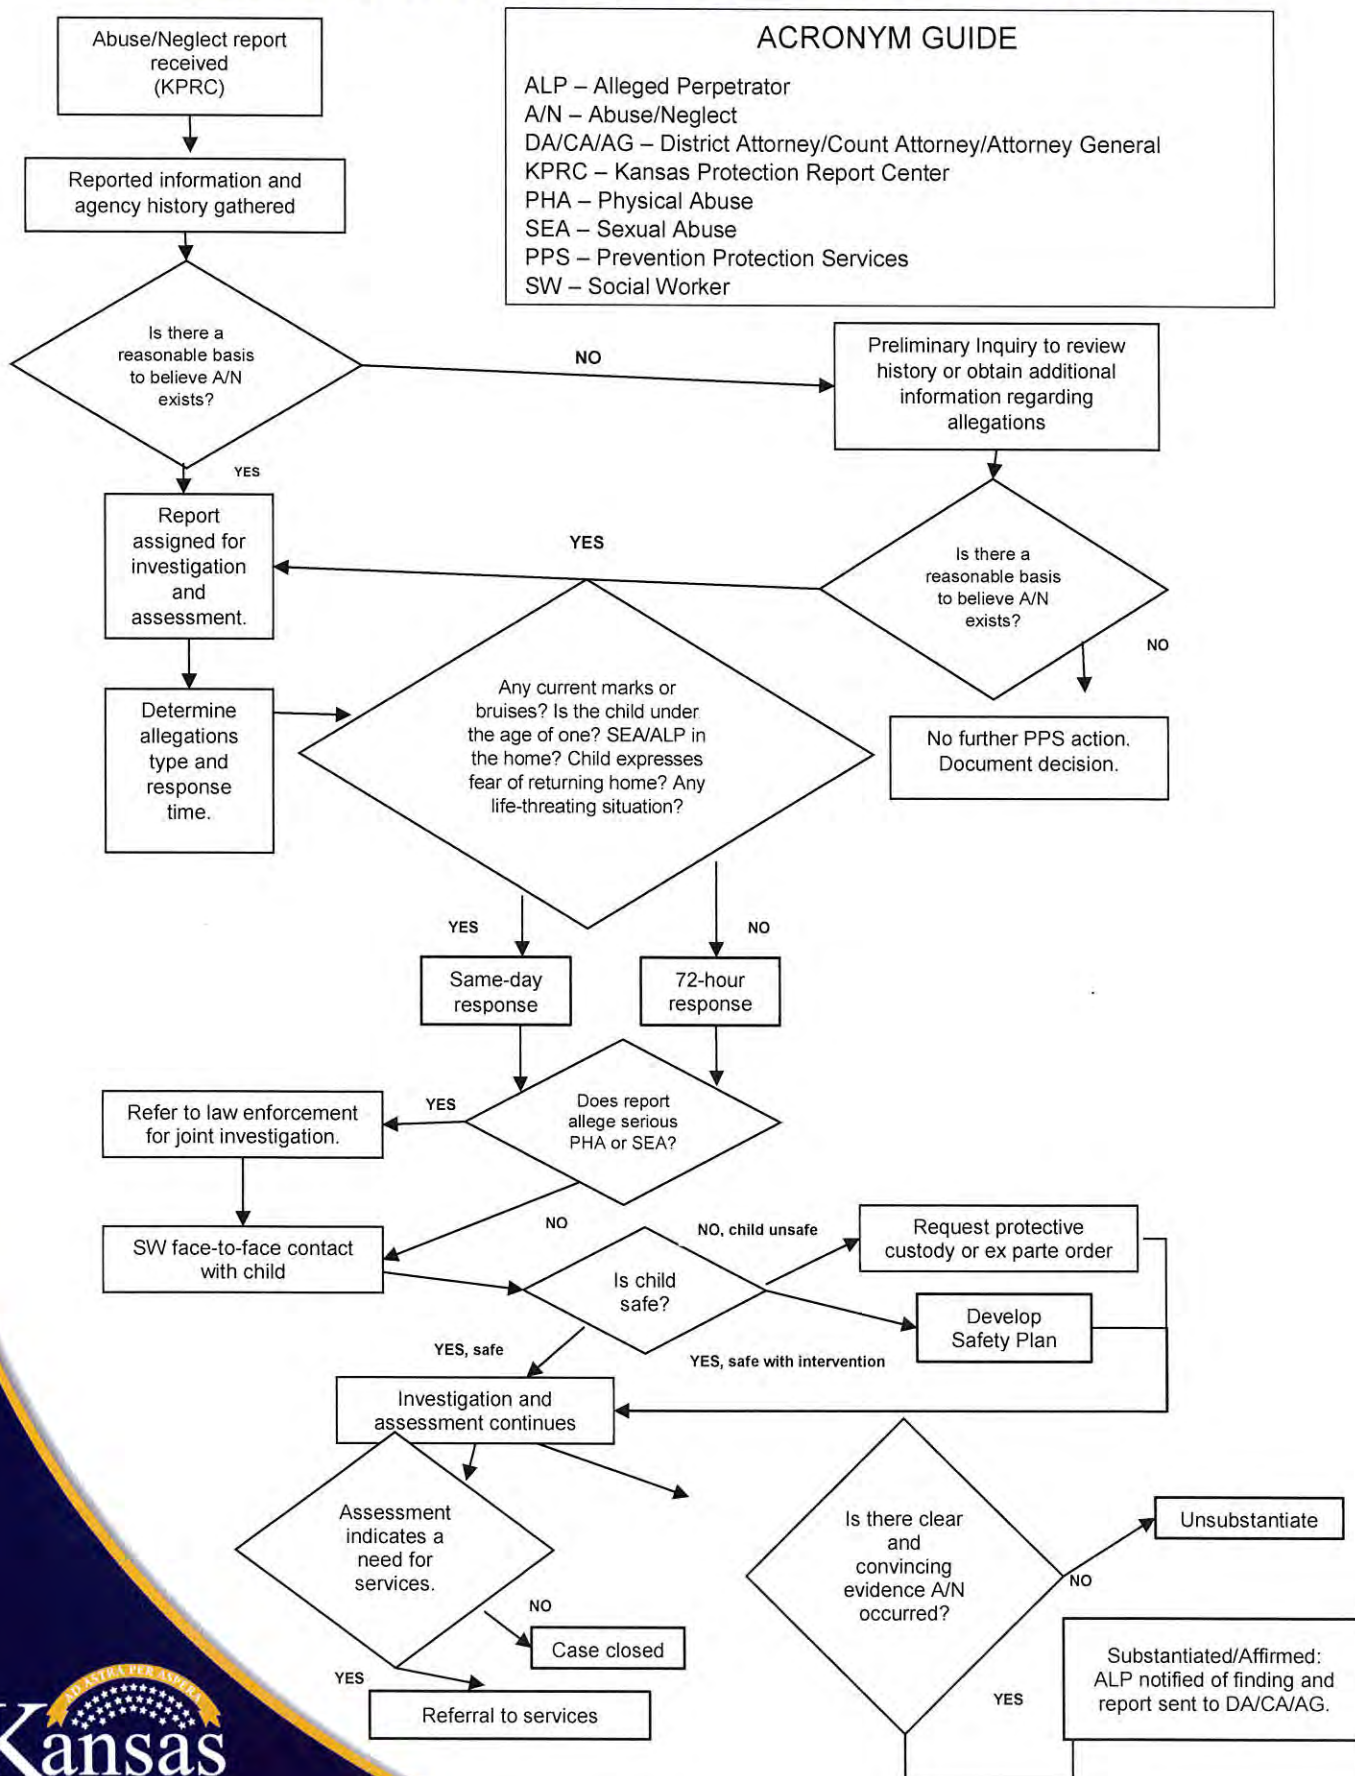 Abuse/Neglect report
received
(KPRC)
ACRONYM GUIDE
ALP – Alleged Perpetrator
A/N – Abuse/Neglect
DA/CA/AG – District Attorney/Count Attorney/Attorney General
KPRC – Kansas Protection Report Center
PHA – Physical Abuse
SEA – Sexual Abuse
PPS – Prevention Protection Services
SW – Social Worker
Reported information and
agency history gathered
Is there a
reasonable basis
to believe A/N
exists?
NO
Preliminary Inquiry to review
history or obtain additional
information regarding
allegations
YES
Report
assigned for
investigation
and
assessment.
YES
Is there a
reasonable basis
to believe A/N
exists?
NO
Determine
allegations
type and
response
time.
Any current marks or
bruises? Is the child under
the age of one? SEA/ALP in
the home? Child expresses
fear of returning home? Any
life-threating situation?
No further PPS action.
Document decision.
YES
NO
Same-day
response
72-hour
response
Does report
allege serious
PHA or SEA?
YES
Refer to law enforcement
for joint investigation.
NO
SW face-to-face contact
with child
Is child
safe?
NO, child unsafe
Request protective
custody or ex parte order
Develop
Safety Plan
YES, safe
YES, safe with intervention
Investigation and
assessment continues
Assessment
indicates a
need for
services.
NO
Case closed
YES
Referral to services
Is there clear
and
convincing
evidence A/N
occurred?
NO
Unsubstantiate
YES
Substantiated/Affirmed:
ALP notified of finding and
report sent to DA/CA/AG.
AD ASTRA PER ASPERA
Kansas